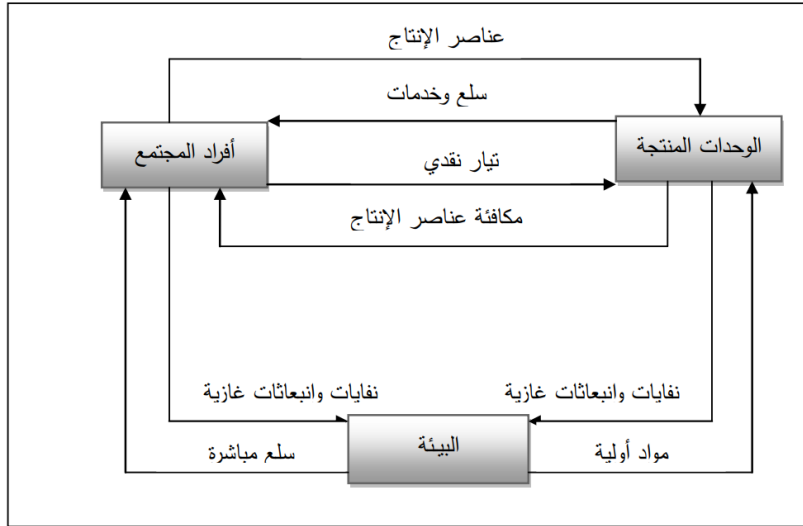 عناصر الإنتاج
سلع وخدمات
الوحدات المنتجة
أفراد المجتمع
تيار نقدي
مكافئة عناصر الإنتاج
نفايات وانبعاثات غازية
نفايات وانبعاثات غازية
البيئة
مواد أولية
سلع مباشرة